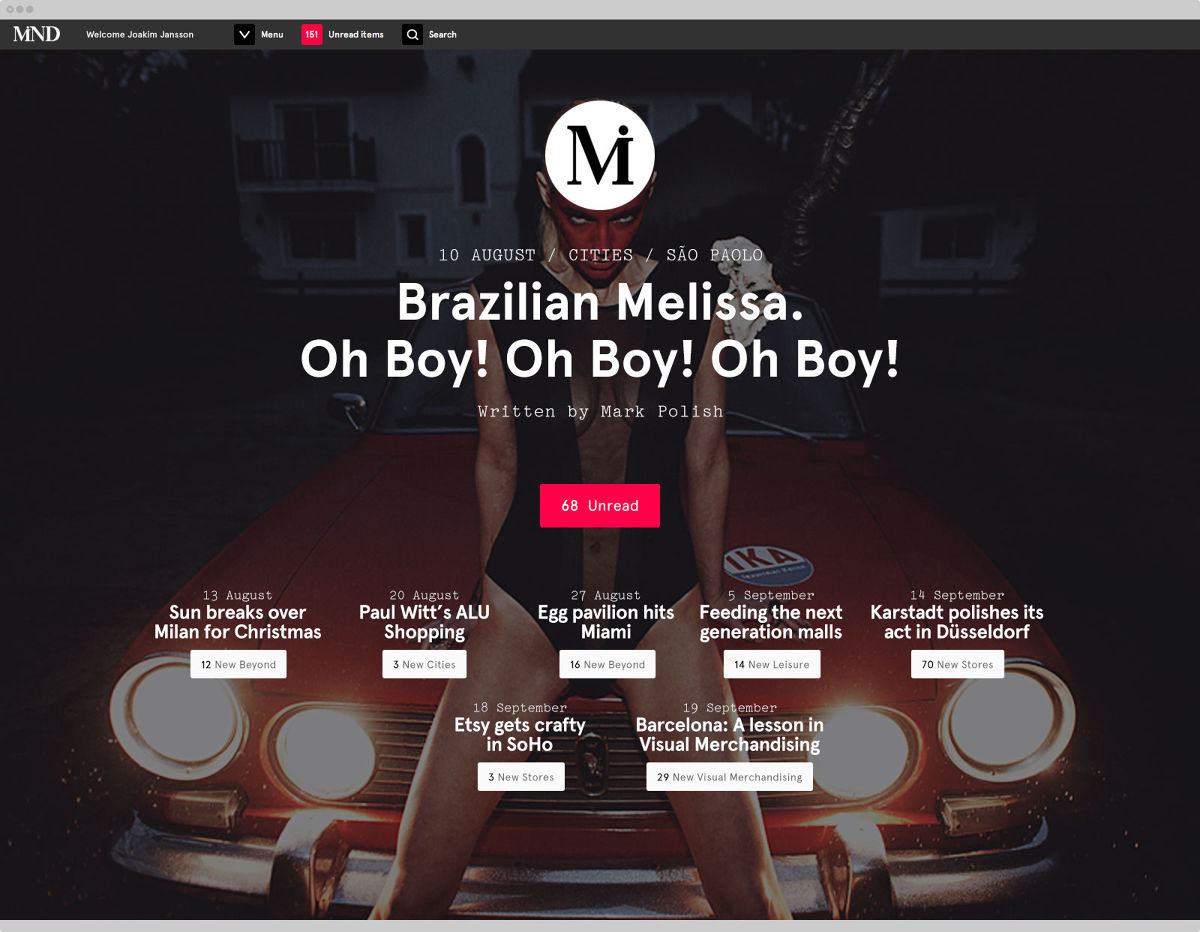 MIND
Welcome Joakim Jansson
Menu
151
Unread items
Search
Mi
10 AUGUST / CITIES / SÃO PAOLO
Brazilian Melissa.
Oh Boy! Oh Boy! Oh Boy!
Written by Mark Polish
68 Unread
IKA
13 August
Sun breaks over
Milan for Christmas
12 New Beyond
20 August
Paul Witt’s ALU
Shopping
3 New Cities
27 August
Egg pavilion hits
Miami
16 New Beyond
5 September
Feeding the next
generation malls
14 New Leisure
14 September
Karstadt polishes its
act in Düsseldorf
70 New Stores
18 September
Etsy gets crafty
in SoHo
3 New Stores
19 September
Barcelona: A lesson in
Visual Merchandising
29 New Visual Merchandising